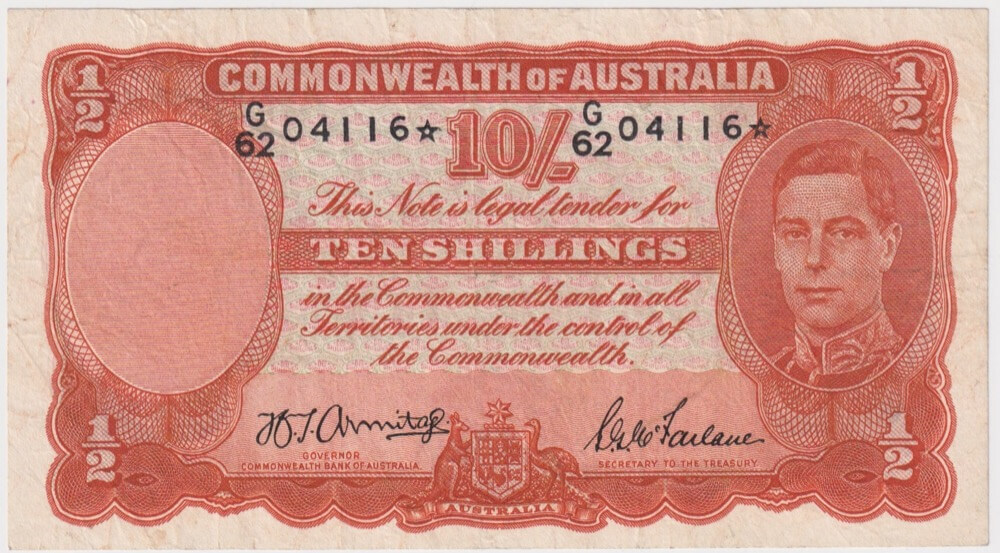 1/2 COMMONWEALTH OF AUSTRALIA 1/2
G/62 04116☆ 10/- G/62 04116☆
This Note is legal tender for
TEN SHILLINGS
in the Commonwealth and in all
Territories under the control of
the Commonwealth.
1/2 H.T. Armitage S.G. McFarlane 1/2
GOVERNOR
COMMONWEALTH BANK OF AUSTRALIA.
SECRETARY TO THE TREASURY.
AUSTRALIA